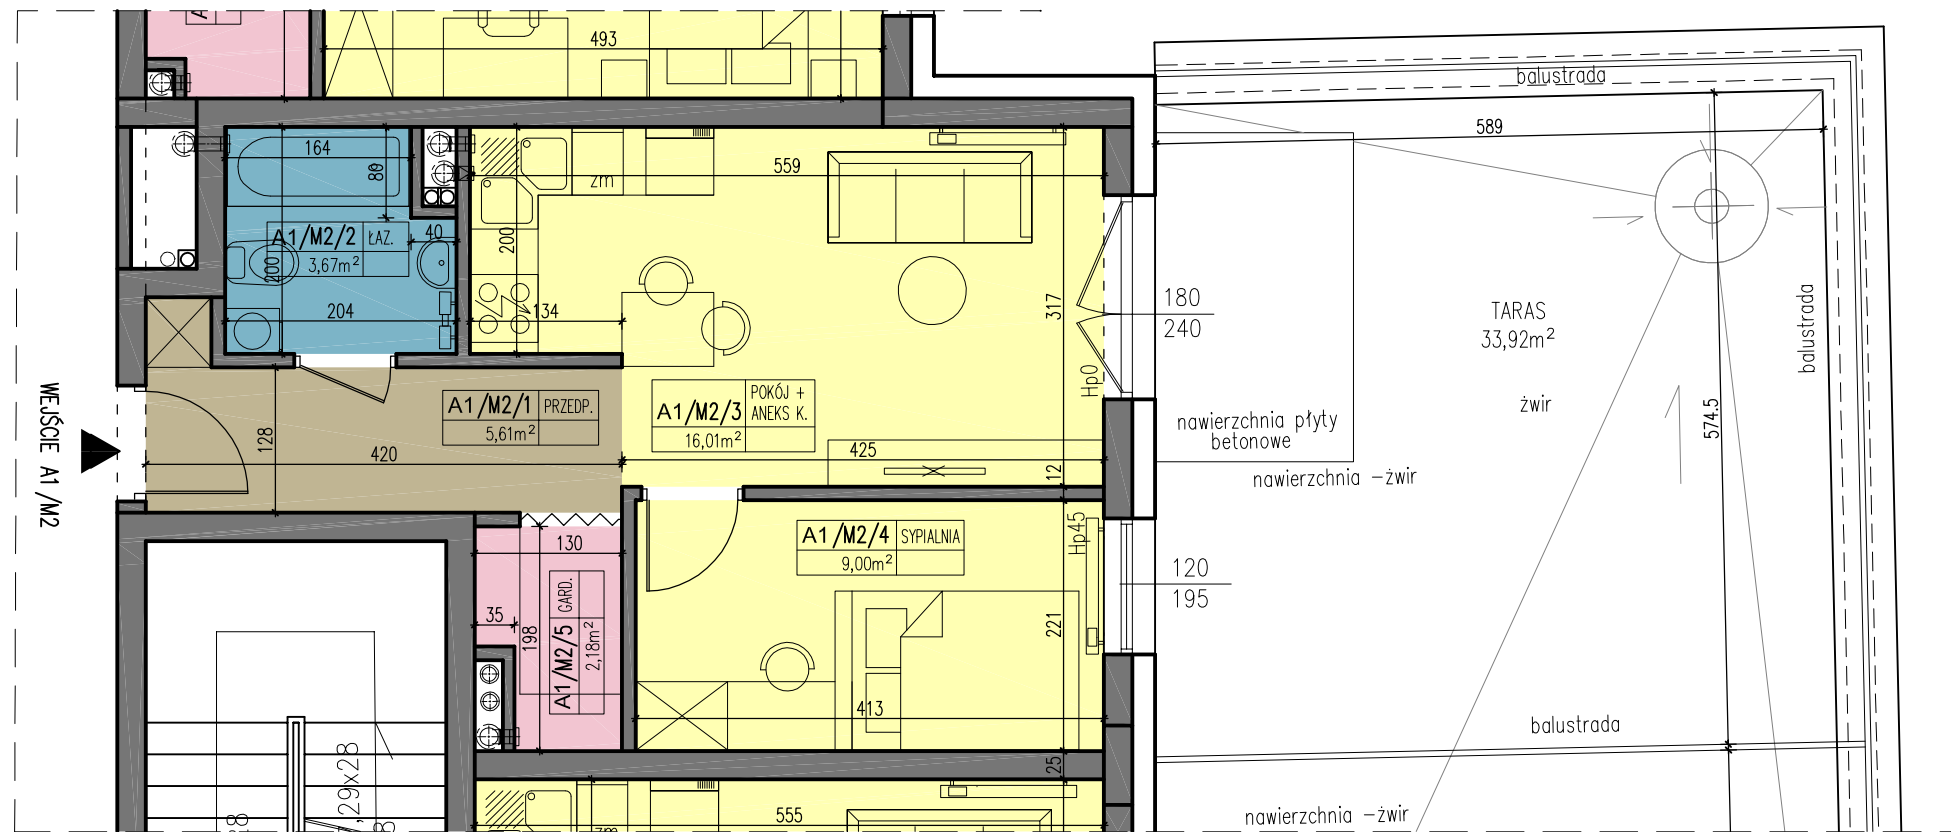 493
balustrada
589
164
80
559
zm
A1/M2/2 ŁAZ.
3,67m²
40
200
200
204
134
317
180
240
TARAS
33,92m²
balustrada
Hp0
WEJŚCIE A1/M2
A1/M2/1 PRZEDP.
5,61m²
A1/M2/3 POKÓJ +
ANEKS K.
16,01m²
128
420
425
12
nawierzchnia płyty
betonowe
żwir
574.5
nawierzchnia -żwir
130
A1/M2/4 SYPIALNIA
9,00m²
Hp45
120
195
35
198
A1/M2/5 GARD.
2,18m²
221
413
balustrada
25
29x28
555
zm
nawierzchnia -żwir